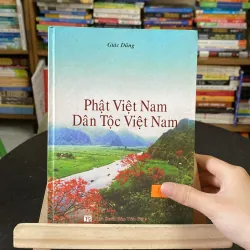 Giác Dũng
Phật Việt Nam
Dân Tộc Việt Nam